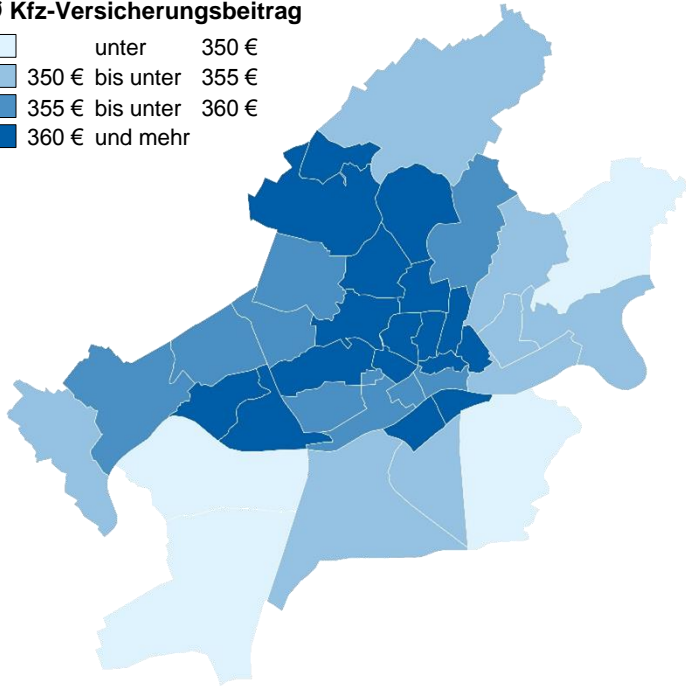 Kfz-Versicherungsbeitrag
unter 350 €
350 € bis unter 355 €
355 € bis unter 360 €
360 € und mehr